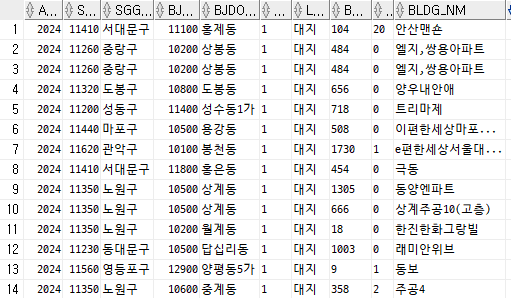 A... S... SGG... BJ... BJDO... ... L... B... ... BLDG_NM
1 2024 11410 서대문구 11100 홍제동 1 대지 104 20 안산맨숀
2 2024 11260 중랑구 10200 상봉동 1 대지 484 0 엘지,쌍용아파트
3 2024 11260 중랑구 10200 상봉동 1 대지 484 0 엘지,쌍용아파트
4 2024 11320 도봉구 10800 도봉동 1 대지 656 0 양우내안애
5 2024 11200 성동구 11400 성수동1가 1 대지 718 0 트리마제
6 2024 11440 마포구 10500 용강동 1 대지 508 0 이편한세상마포...
7 2024 11620 관악구 10100 봉천동 1 대지 1730 1 e편한세상서울대...
8 2024 11410 서대문구 11800 홍은동 1 대지 454 0 극동
9 2024 11350 노원구 10500 상계동 1 대지 1305 0 동양엔파트
10 2024 11350 노원구 10500 상계동 1 대지 666 0 상계주공10(고층)
11 2024 11350 노원구 10200 월계동 1 대지 18 0 한진한화그랑빌
12 2024 11230 동대문구 10500 답십리동 1 대지 1003 0 래미안위브
13 2024 11560 영등포구 12900 양평동5가 1 대지 9 1 동보
14 2024 11350 노원구 10600 중계동 1 대지 358 2 주공4